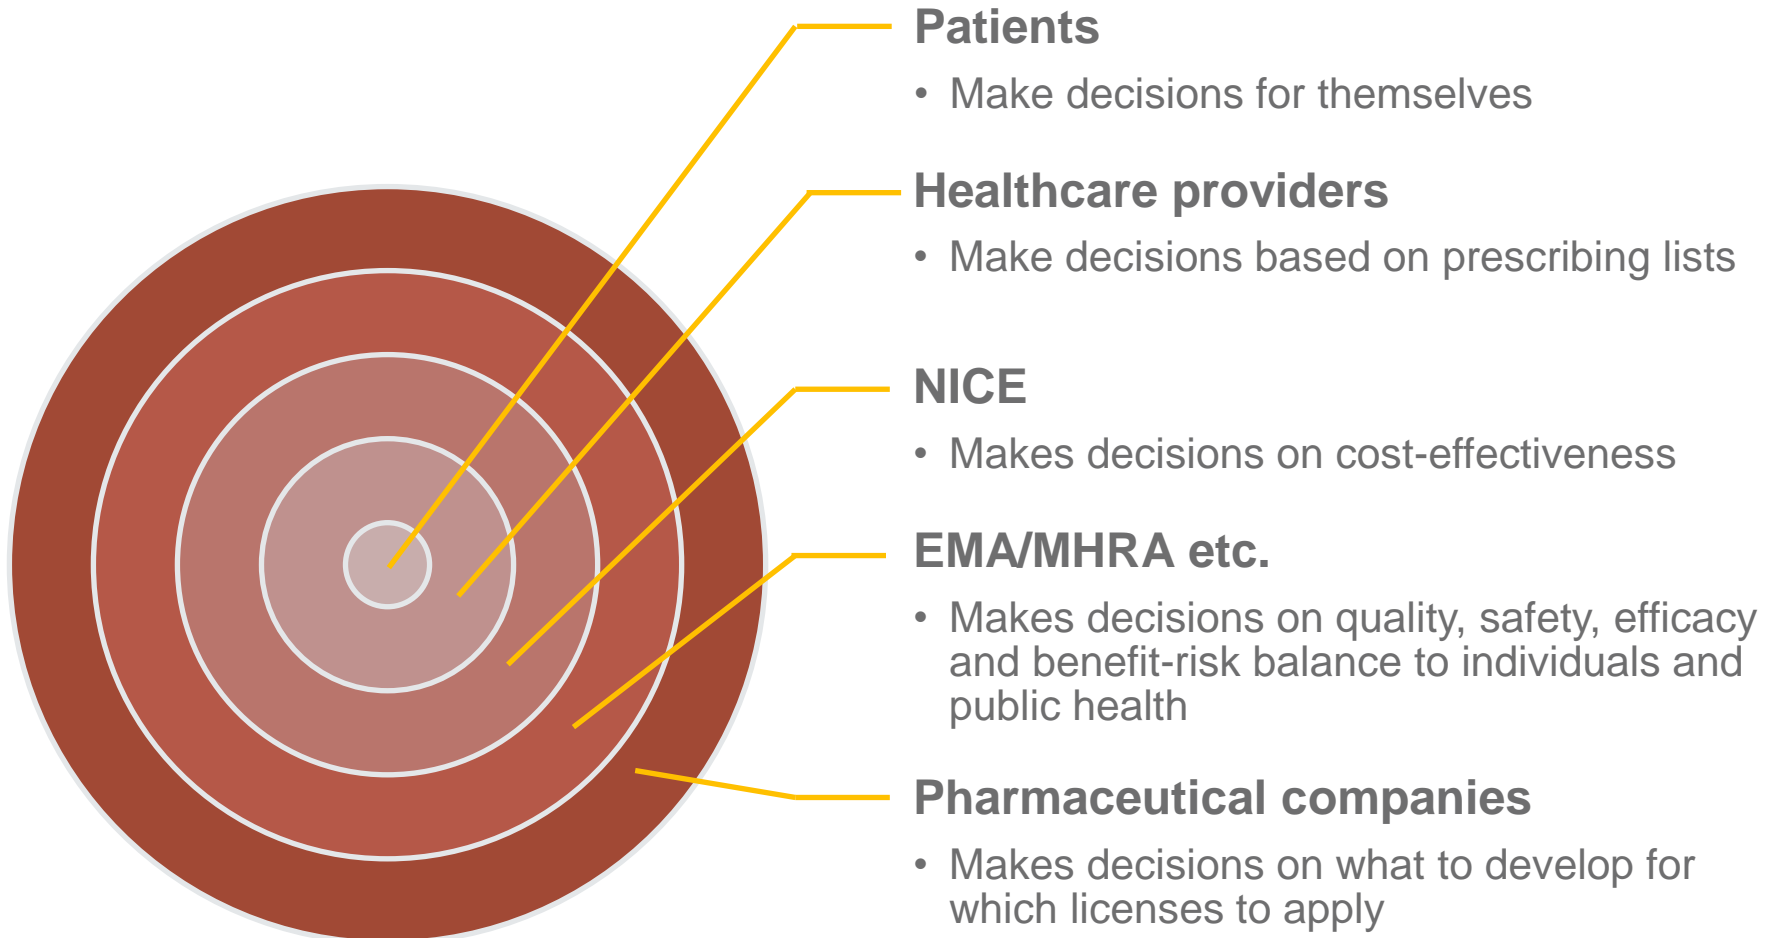 Patients
• Make decisions for themselves
Healthcare providers
• Make decisions based on prescribing lists
NICE
• Makes decisions on cost-effectiveness
EMA/MHRA etc.
• Makes decisions on quality, safety, efficacy
and benefit-risk balance to individuals and
public health
Pharmaceutical companies
• Makes decisions on what to develop for
which licenses to apply